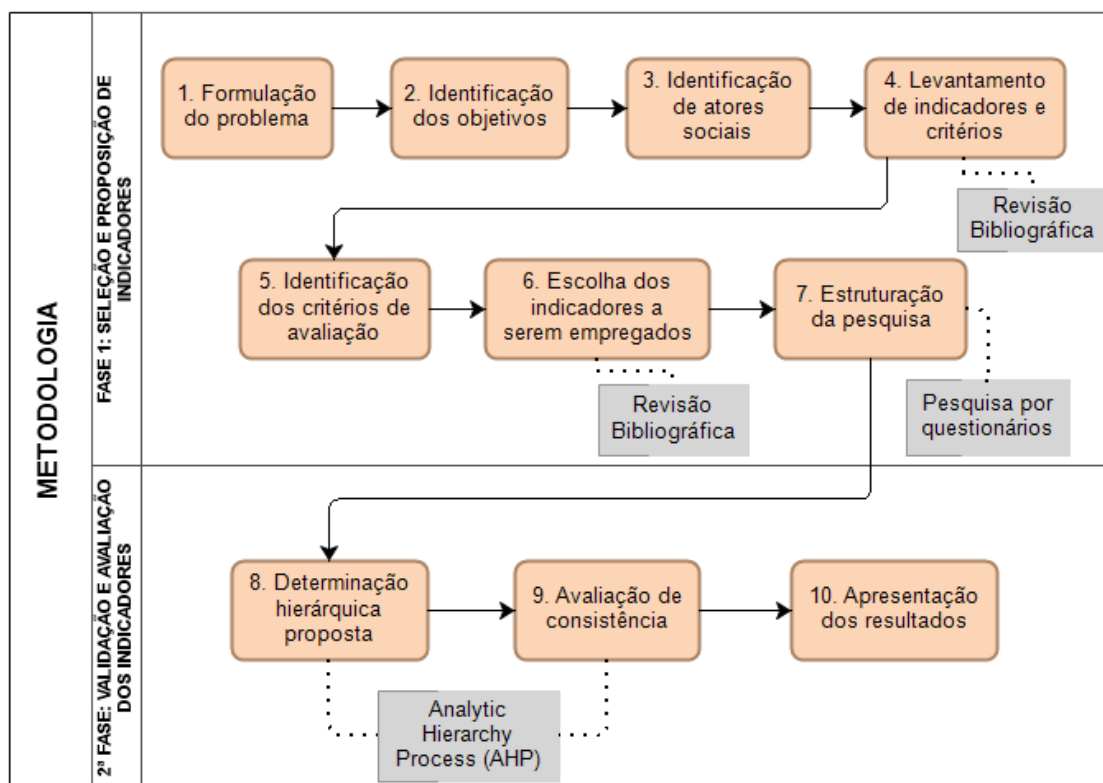 METODOLOGIA
FASE 1: SELEÇÃO E PROPOSIÇÃO DE
INDICADORES
1. Formulação
do problema
2. Identificação
dos objetivos
3. Identificação
de atores
sociais
4. Levantamento
de indicadores e
critérios
Revisão
Bibliográfica
5. Identificação
dos critérios de
avaliação
6. Escolha dos
indicadores a
serem empregados
7. Estruturação
da pesquisa
Revisão
Bibliográfica
Pesquisa por
questionários
2ª FASE: VALIDAÇÃO E AVALIAÇÃO
DOS INDICADORES
8. Determinação
hierárquica
proposta
9. Avaliação de
consistência
10. Apresentação
dos resultados
Analytic
Hierarchy
Process (AHP)